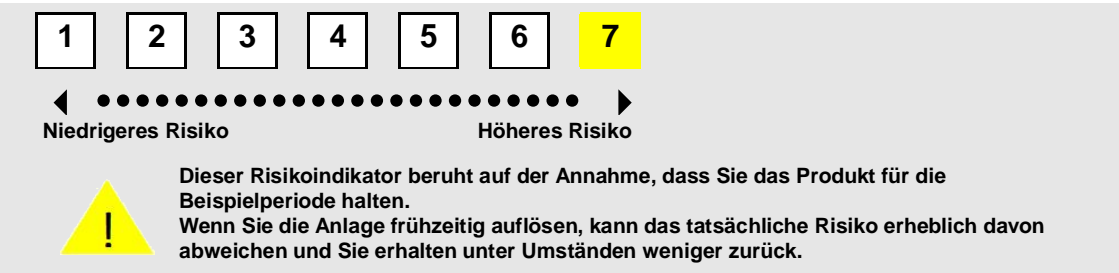 1 2 3 4 5 6 7
Niedrigeres Risiko Höheres Risiko
Dieser Risikoindikator beruht auf der Annahme, dass Sie das Produkt für die
Beispielperiode halten.
Wenn Sie die Anlage frühzeitig auflösen, kann das tatsächliche Risiko erheblich davon
abweichen und Sie erhalten unter Umständen weniger zurück.
!